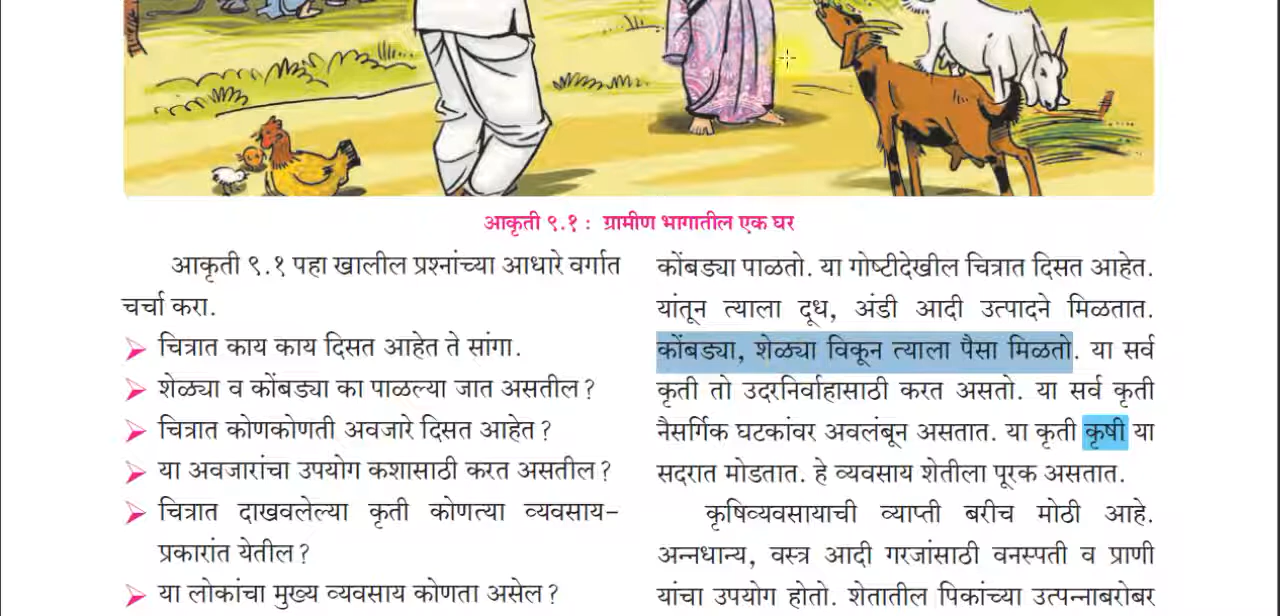 आकृती ९.१ : ग्रामीण भागातील एक घर
आकृती ९.१ पहा खालील प्रश्नांच्या आधारे वर्गात
चर्चा करा.
➤ चित्रात काय काय दिसत आहेत ते सांगा.
➤ शेळ्या व कोंबड्या का पाळल्या जात असतील?
➤ चित्रात कोणकोणती अवजारे दिसत आहेत?
➤ या अवजारांचा उपयोग कशासाठी करत असतील?
➤ चित्रात दाखवलेल्या कृती कोणत्या व्यवसाय-
प्रकारांत येतील?
➤ या लोकांचा मुख्य व्यवसाय कोणता असेल?
कोंबड्या पाळतो. या गोष्टीदेखील चित्रात दिसत आहेत.
यांतून त्याला दूध, अंडी आदी उत्पादने मिळतात.
कोंबड्या, शेळ्या विकून त्याला पैसा मिळतो. या सर्व
कृती तो उदरनिर्वाहासाठी करत असतो. या सर्व कृती
नैसर्गिक घटकांवर अवलंबून असतात. या कृती कृषी या
सदरात मोडतात. हे व्यवसाय शेतीला पूरक असतात.
कृषिव्यवसायाची व्याप्ती बरीच मोठी आहे.
अन्नधान्य, वस्त्र आदी गरजांसाठी वनस्पती व प्राणी
यांचा उपयोग होतो. शेतातील पिकांच्या उत्पन्नाबरोबर